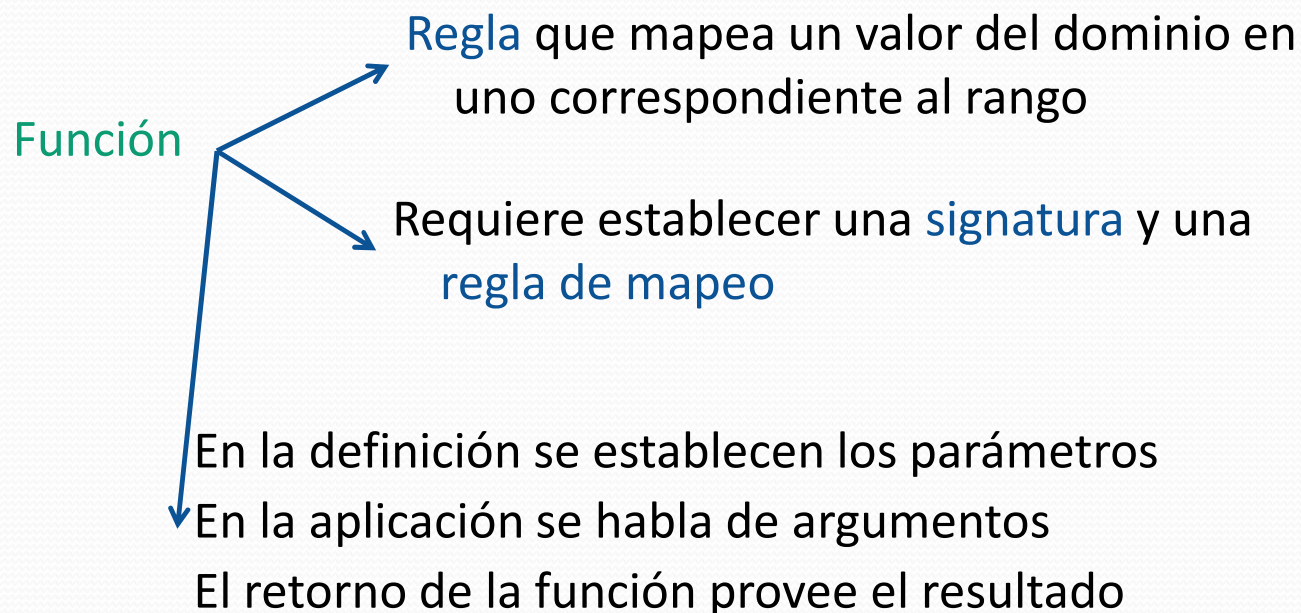 Función
Regla que mapea un valor del dominio en
uno correspondiente al rango
Requiere establecer una signatura y una
regla de mapeo
En la definición se establecen los parámetros
En la aplicación se habla de argumentos
El retorno de la función provee el resultado